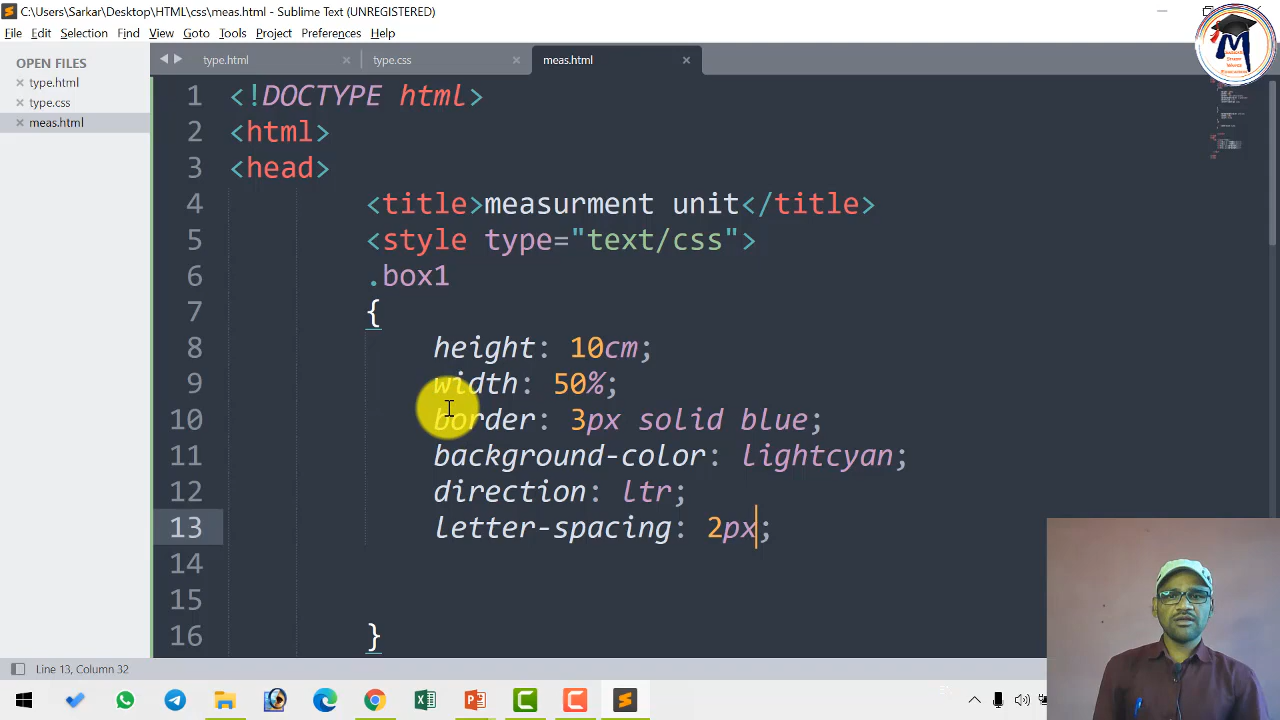 C:\Users\Sarkar\Desktop\HTML\css\meas.html - Sublime Text (UNREGISTERED)
File Edit Selection Find View Goto Tools Project Preferences Help
OPEN FILES
type.html
type.css
meas.html
type.html
type.css
meas.html
1 <!DOCTYPE html>
2 <html>
3 <head>
4 <title>measurment unit</title>
5 <style type="text/css">
6 .box1
7 {
8 height: 10cm;
9 width: 50%;
10 border: 3px solid blue;
11 background-color: lightcyan;
12 direction: ltr;
13 letter-spacing: 2px;
14
15
16 }
Line 13, Column 32